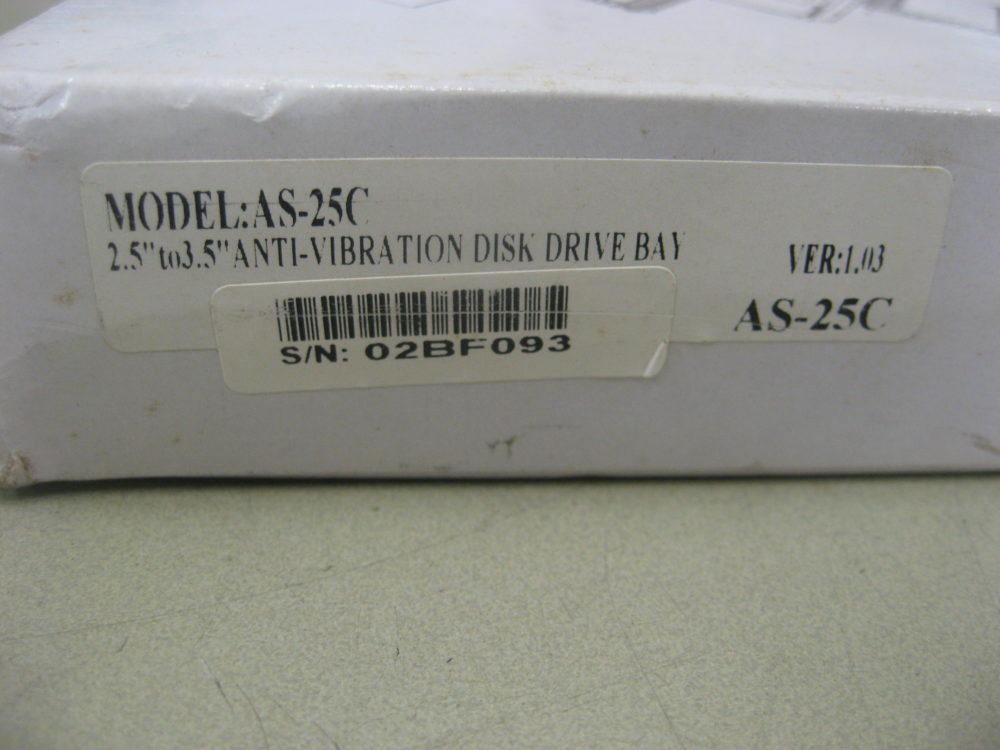 MODEL:AS-25C
2.5"to3.5"ANTI-VIBRATION DISK DRIVE BAY
VER:1.03
AS-25C
S/N: 02BF093